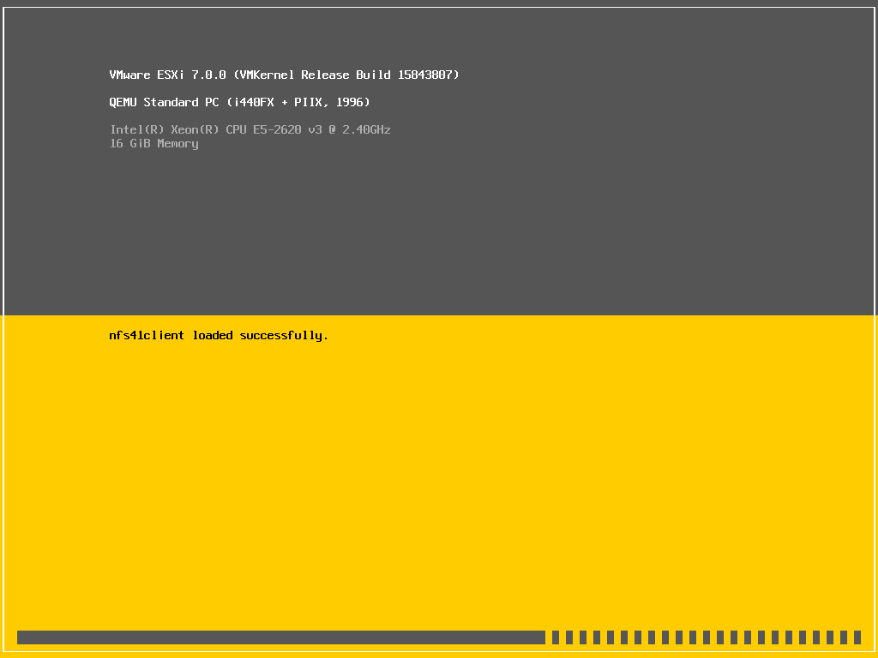 VMware ESXi 7.0.0 (VMKernel Release Build 15843807)
QEMU Standard PC (i440FX + PIIX, 1996)
Intel(R) Xeon(R) CPU E5-2620 v3 @ 2.40GHz
16 GiB Memory
nfs41client loaded successfully.